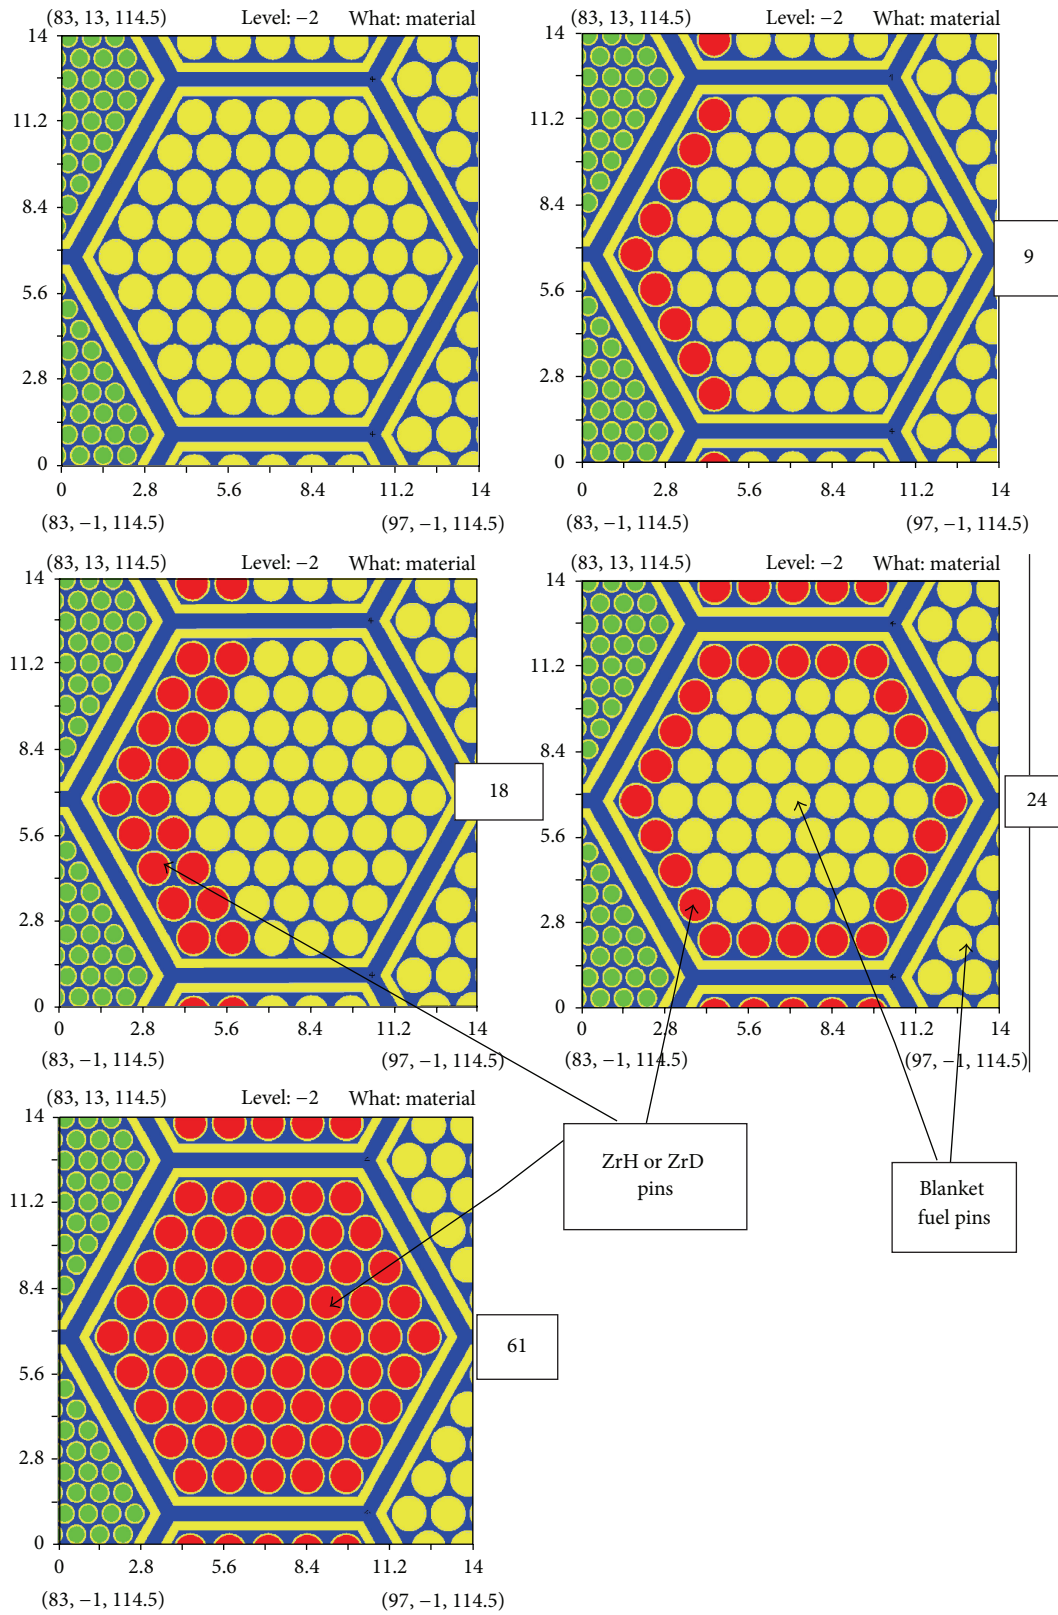 (83, 13, 114.5) Level: −2 What: material
14
11.2
8.4
5.6
2.8
0
0 2.8 5.6 8.4 11.2 14
(83, −1, 114.5) (97, −1, 114.5)
(83, 13, 114.5) Level: −2 What: material
14
11.2
8.4
5.6
2.8
0
0 2.8 5.6 8.4 11.2 14
(83, −1, 114.5) (97, −1, 114.5)
9
(83, 13, 114.5) Level: −2 What: material
14
11.2
8.4
5.6
2.8
0
0 2.8 5.6 8.4 11.2 14
(83, −1, 114.5) (97, −1, 114.5)
18
(83, 13, 114.5) Level: −2 What: material
14
11.2
8.4
5.6
2.8
0
0 2.8 5.6 8.4 11.2 14
(83, −1, 114.5) (97, −1, 114.5)
24
(83, 13, 114.5) Level: −2 What: material
14
11.2
8.4
5.6
2.8
0
0 2.8 5.6 8.4 11.2 14
(83, −1, 114.5) (97, −1, 114.5)
61
ZrH or ZrD
pins
Blanket
fuel pins